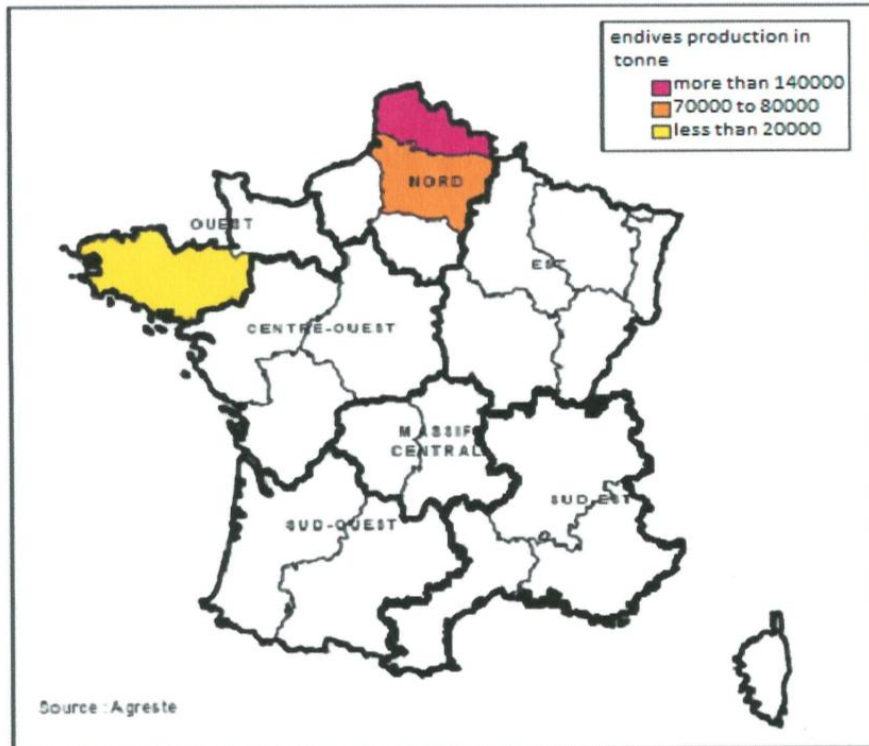 endives production in
tonne
more than 140000
70000 to 80000
less than 20000
NORD
OUEST
EST
CENTRE-OUEST
MASSIF
CENTRAL
SUD-EST
SUD-OUEST
Source : Agreste